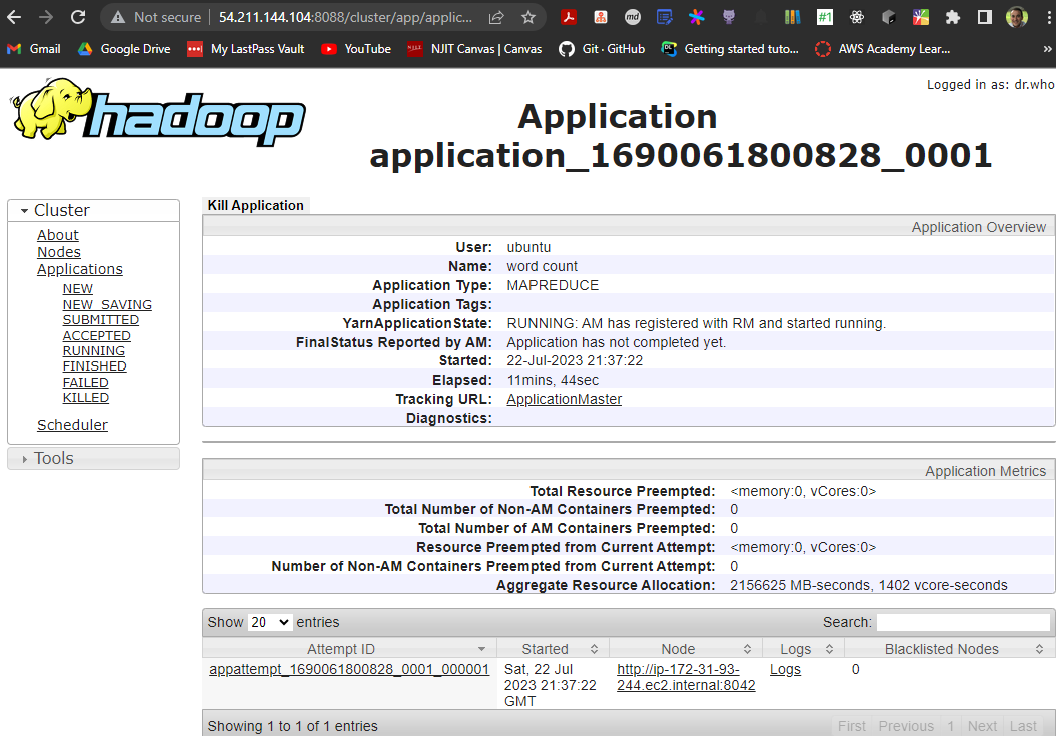 Not secure | 54.211.144.104:8088/cluster/app/applic...
Gmail Google Drive My LastPass Vault YouTube NJIT Canvas | Canvas Git · GitHub Getting started tuto... AWS Academy Lear... »
Logged in as: dr.who
hadoop
Application
application_1690061800828_0001
Cluster
About
Nodes
Applications
NEW
NEW_SAVING
SUBMITTED
ACCEPTED
RUNNING
FINISHED
FAILED
KILLED
Scheduler
Tools
Kill Application
Application Overview
User: ubuntu
Name: word count
Application Type: MAPREDUCE
Application Tags:
YarnApplicationState: RUNNING: AM has registered with RM and started running.
FinalStatus Reported by AM: Application has not completed yet.
Started: 22-Jul-2023 21:37:22
Elapsed: 11mins, 44sec
Tracking URL: ApplicationMaster
Diagnostics:
Application Metrics
Total Resource Preempted: <memory:0, vCores:0>
Total Number of Non-AM Containers Preempted: 0
Total Number of AM Containers Preempted: 0
Resource Preempted from Current Attempt: <memory:0, vCores:0>
Number of Non-AM Containers Preempted from Current Attempt: 0
Aggregate Resource Allocation: 2156625 MB-seconds, 1402 vcore-seconds
Show 20 entries Search:
Attempt ID Started Node Logs Blacklisted Nodes
appattempt_1690061800828_0001_000001 Sat, 22 Jul http://ip-172-31-93- Logs 0
2023 21:37:22 244.ec2.internal:8042
GMT
Showing 1 to 1 of 1 entries First Previous 1 Next Last